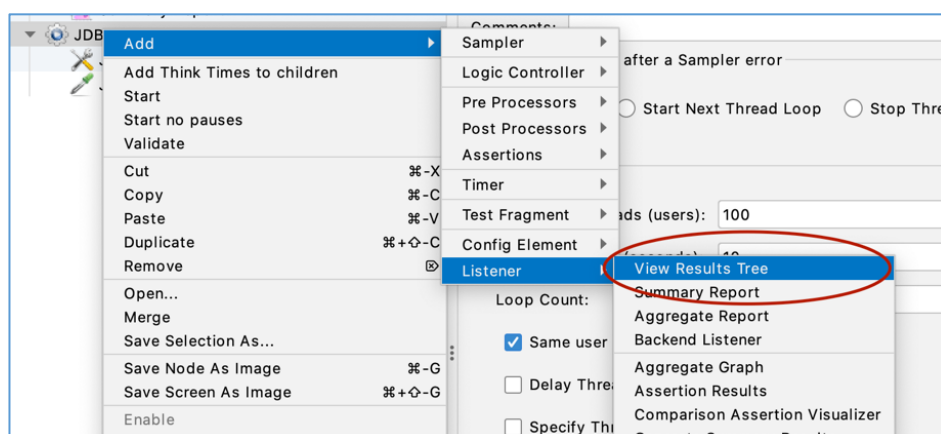 JDB
Add
Add Think Times to children
Start
Start no pauses
Validate
Cut ⌘-X
Copy ⌘-C
Paste ⌘-V
Duplicate ⌘+⇧-C
Remove ⌦
Open...
Merge
Save Selection As...
Save Node As Image ⌘-G
Save Screen As Image ⌘+⇧-G
Enable
Sampler
Logic Controller
Pre Processors
Post Processors
Assertions
Timer
Test Fragment
Config Element
Listener
View Results Tree
Summary Report
Aggregate Report
Backend Listener
Aggregate Graph
Assertion Results
Comparison Assertion Visualizer
Comments:
after a Sampler error
Start Next Thread Loop Stop Thre
ads (users): 100
Loop Count:
Same user
Delay Threa
Specify Thr